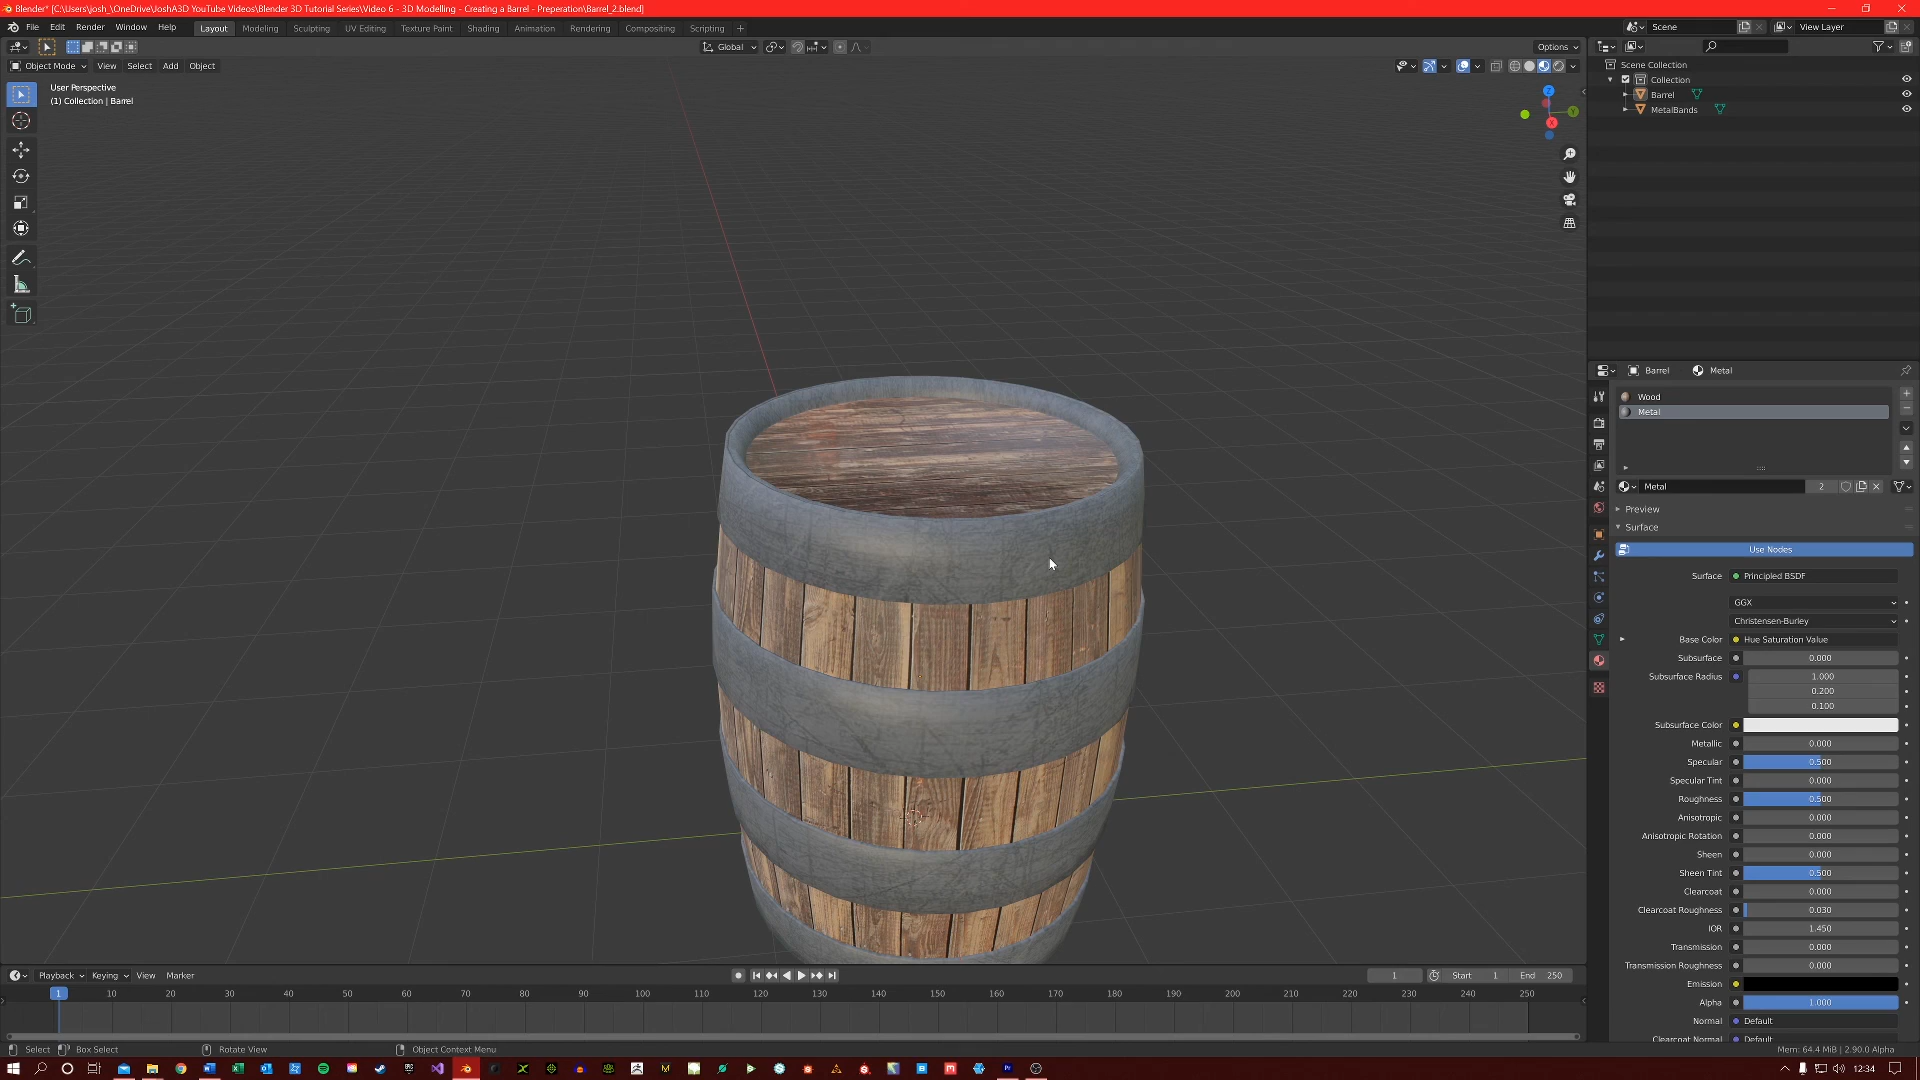 Blender* [C:\Users\josh_\OneDrive\JoshA3D YouTube Videos\Blender 3D Tutorial Series\Video 6 - 3D Modelling - Creating a Barrel - Preperation\Barrel_2.blend]
File Edit Render Window Help Layout Modeling Sculpting UV Editing Texture Paint Shading Animation Rendering Compositing Scripting + Scene View Layer
Global Options
Object Mode View Select Add Object
User Perspective
(1) Collection | Barrel
Z
Y
X
Scene Collection
Collection
Barrel
MetalBands
Barrel Metal
Wood
Metal
Metal 2
Preview
Surface
Use Nodes
Surface Principled BSDF
GGX
Christensen-Burley
Base Color Hue Saturation Value
Subsurface 0.000
Subsurface Radius 1.000
0.200
0.100
Subsurface Color
Metallic 0.000
Specular 0.500
Specular Tint 0.000
Roughness 0.500
Anisotropic 0.000
Anisotropic Rotation 0.000
Sheen 0.000
Sheen Tint 0.500
Clearcoat 0.000
Clearcoat Roughness 0.030
IOR 1.450
Transmission 0.000
Transmission Roughness 0.000
Emission
Alpha 1.000
Normal Default
Clearcoat Normal Default
Playback Keying View Marker 1 Start 1 End 250
1 10 20 30 40 50 60 70 80 90 100 110 120 130 140 150 160 170 180 190 200 210 220 230 240 250
Select Box Select Rotate View Object Context Menu Mem: 64.4 MiB | 2.90.0 Alpha
12:34